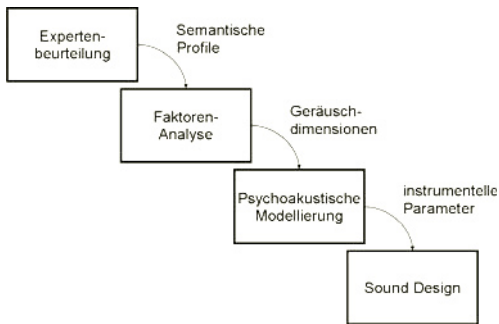 Experten-
beurteilung
Semantische
Profile
Faktoren-
Analyse
Geräusch-
dimensionen
Psychoakustische
Modellierung
instrumentelle
Parameter
Sound Design